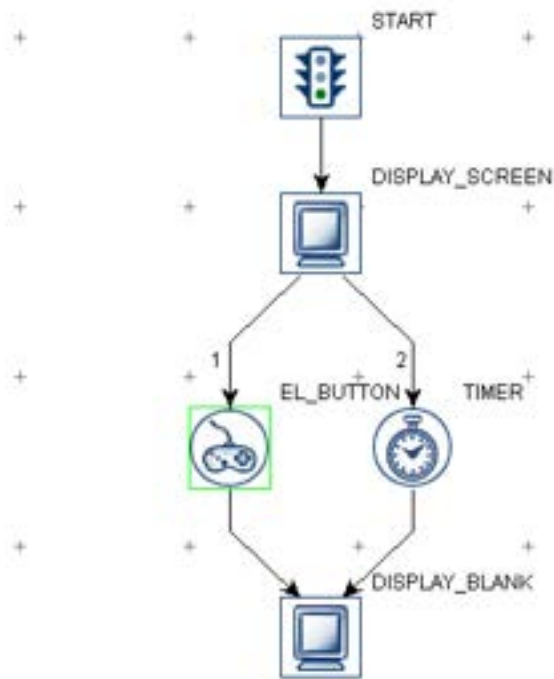 START
DISPLAY_SCREEN
1
2
EL_BUTTON
TIMER
DISPLAY_BLANK